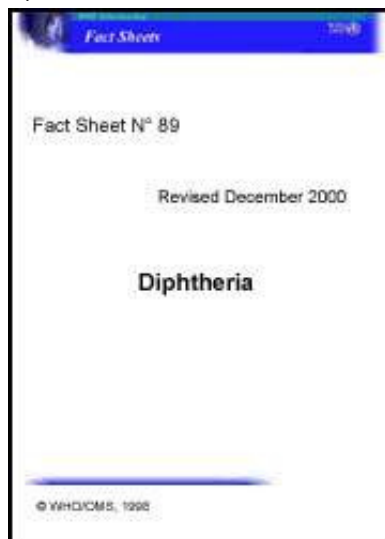 Fact Sheets
Fact Sheet N° 89
Revised December 2000
Diphtheria
© WHO/OMS, 1998